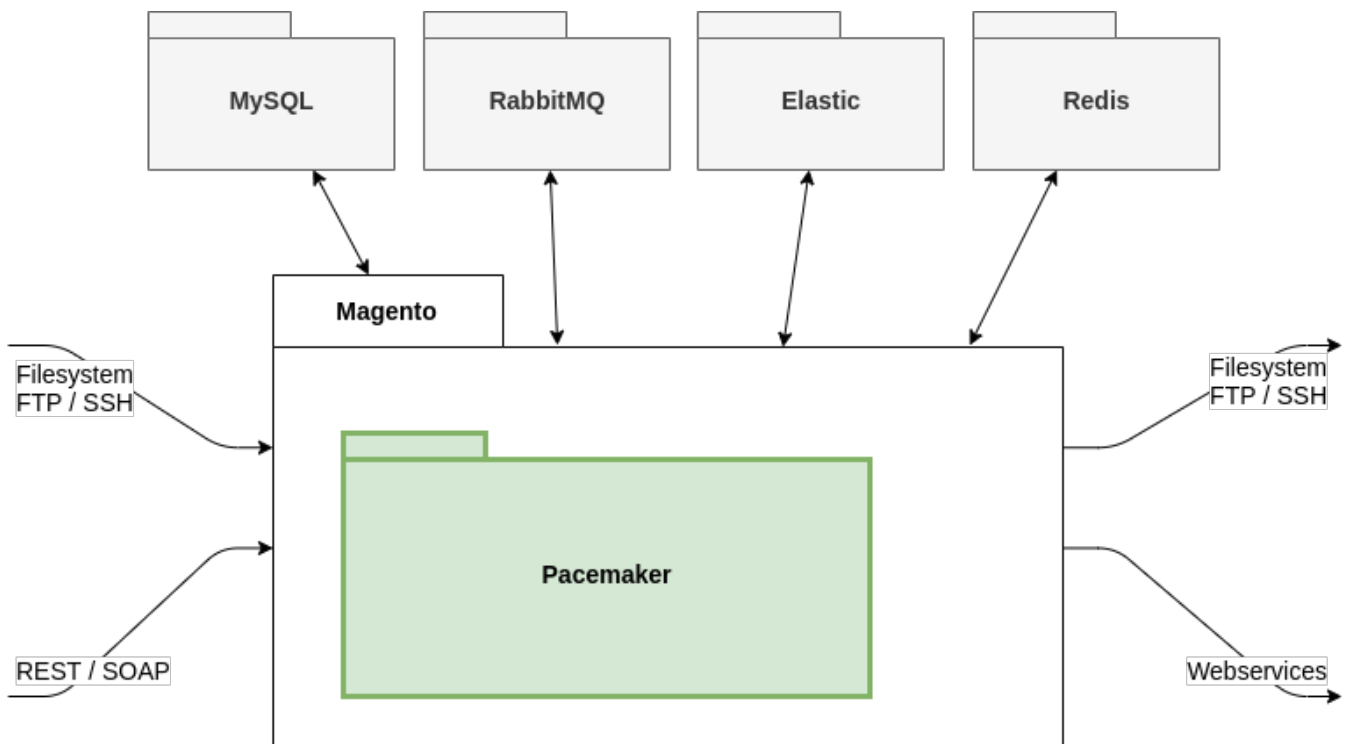 MySQL
RabbitMQ
Elastic
Redis
Magento
Filesystem
FTP / SSH
Filesystem
FTP / SSH
Pacemaker
REST / SOAP
Webservices